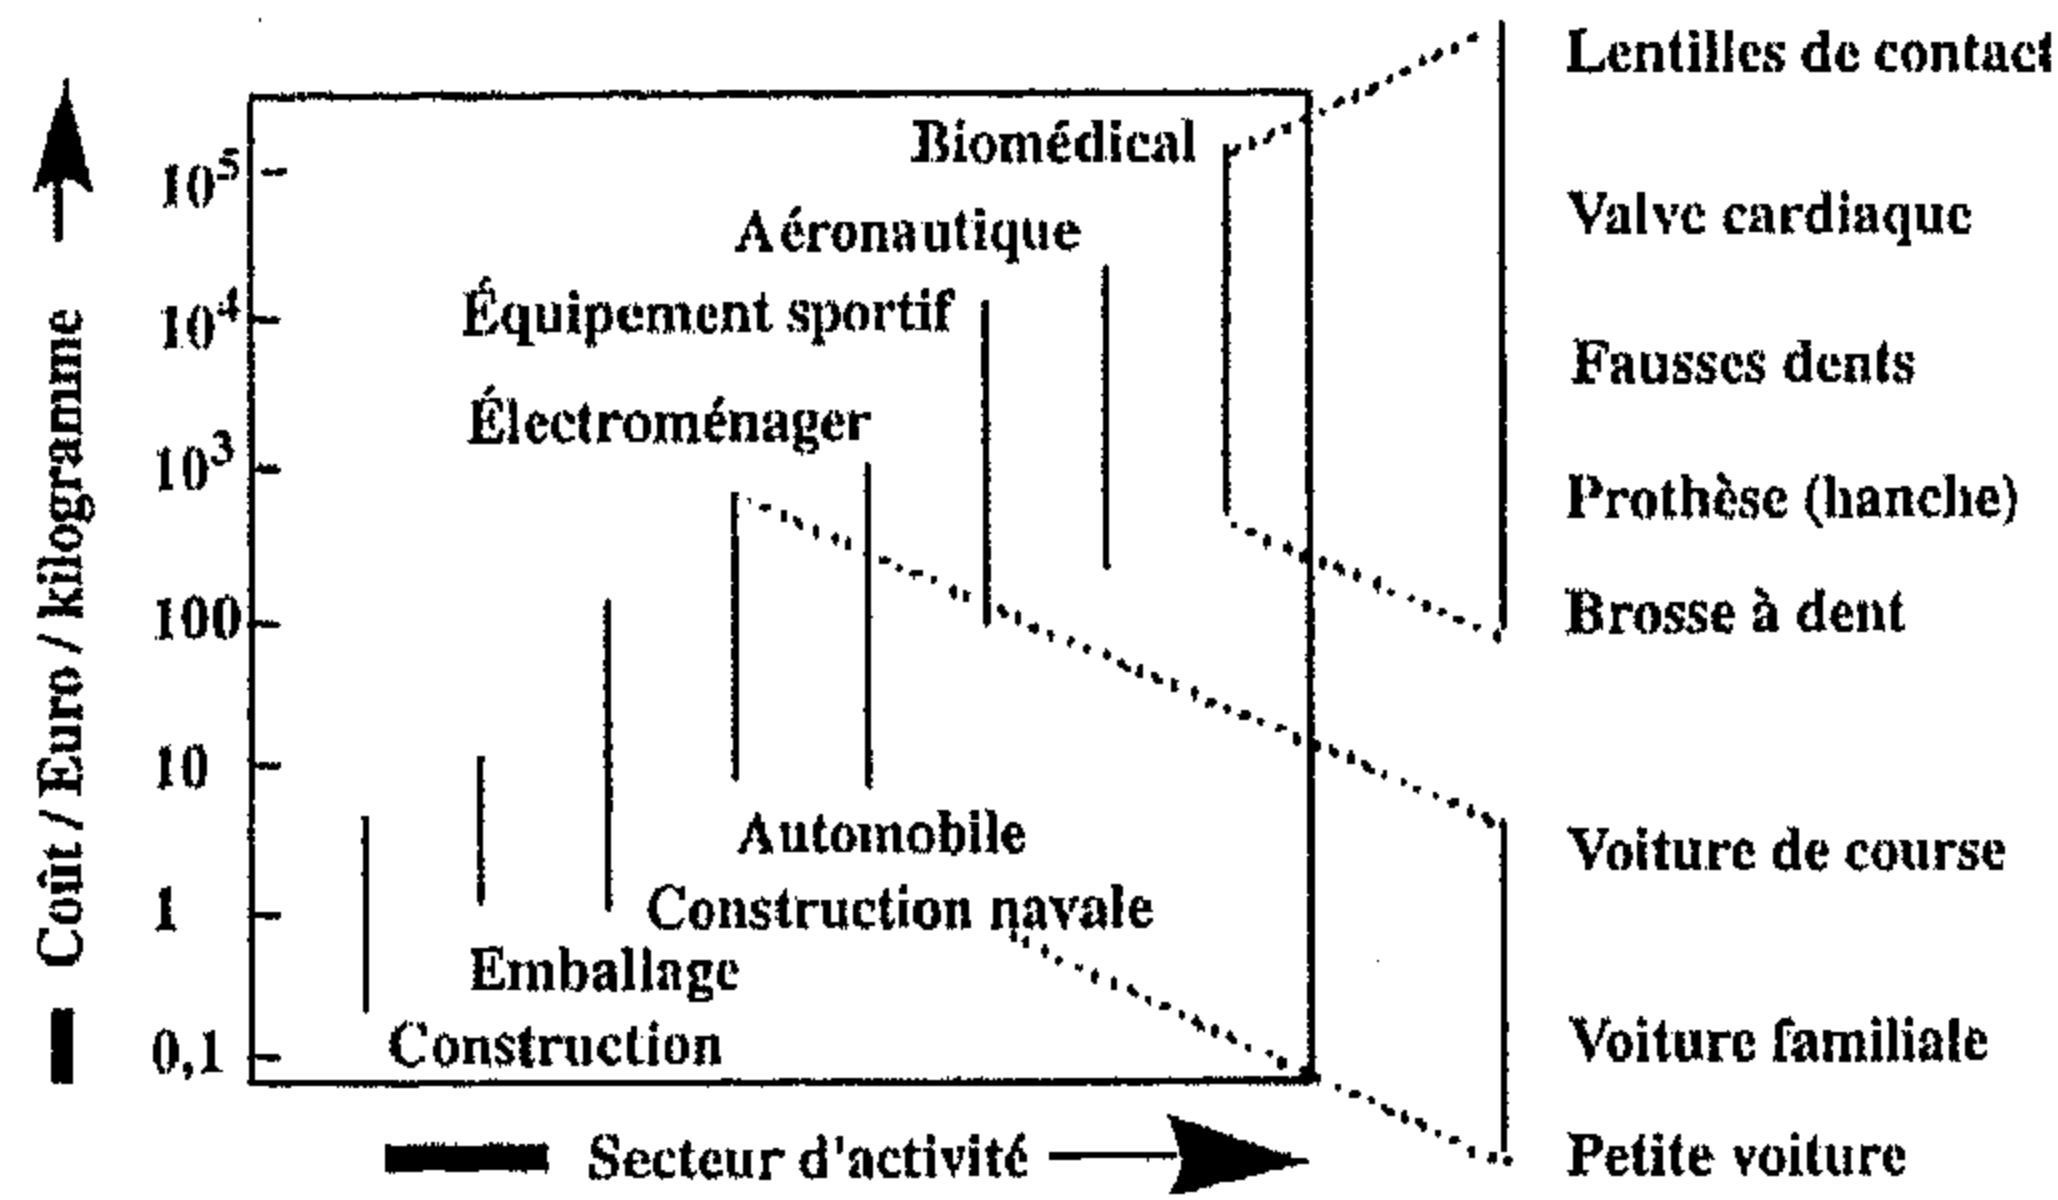 Coût / Euro / kilogramme
10⁵
10⁴
10³
100
10
1
0,1
Biomédical
Aéronautique
Équipement sportif
Électroménager
Automobile
Construction navale
Emballage
Construction
Secteur d'activité
Lentilles de contact
Valve cardiaque
Fausses dents
Prothèse (hanche)
Brosse à dent
Voiture de course
Voiture familiale
Petite voiture